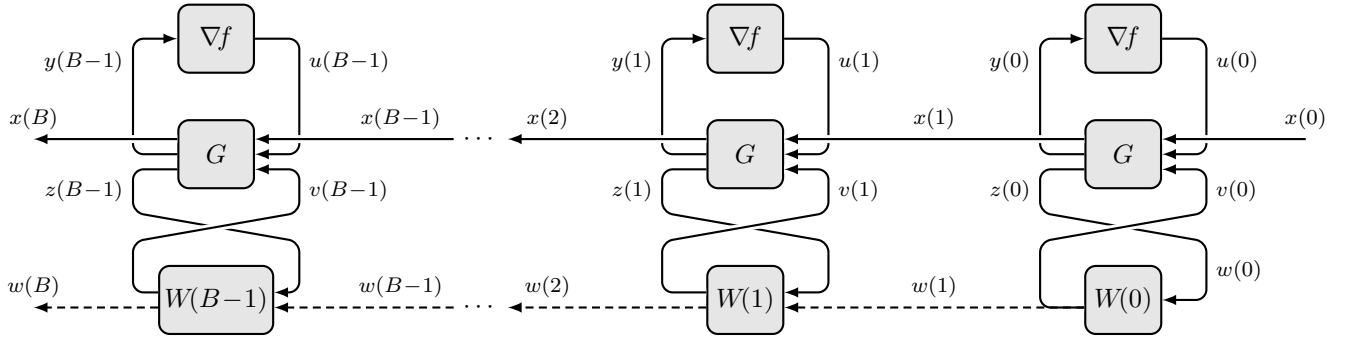 ∇f ∇f ∇f
y(B−1) u(B−1) y(1) u(1) y(0) u(0)
x(B) x(B−1) x(2) x(1) x(0)
G ··· G G
z(B−1) v(B−1) z(1) v(1) z(0) v(0)
w(B) w(B−1) w(2) w(1) w(0)
W(B−1) ··· W(1) W(0)